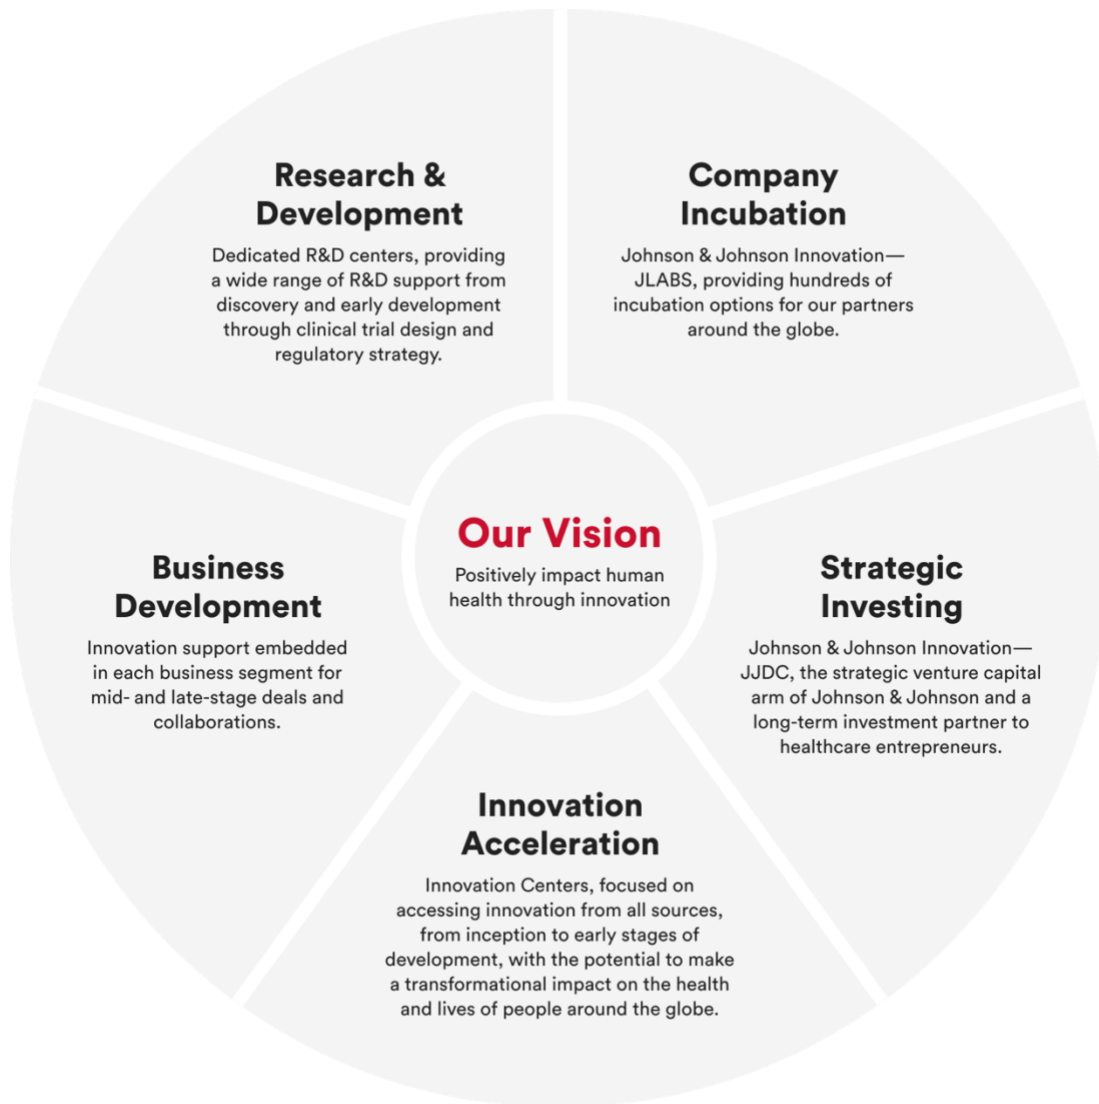 Research &
Development
Dedicated R&D centers, providing
a wide range of R&D support from
discovery and early development
through clinical trial design and
regulatory strategy.
Company
Incubation
Johnson & Johnson Innovation—
JLABS, providing hundreds of
incubation options for our partners
around the globe.
Our Vision
Positively impact human
health through innovation
Business
Development
Innovation support embedded
in each business segment for
mid- and late-stage deals and
collaborations.
Strategic
Investing
Johnson & Johnson Innovation—
JJDC, the strategic venture capital
arm of Johnson & Johnson and a
long-term investment partner to
healthcare entrepreneurs.
Innovation
Acceleration
Innovation Centers, focused on
accessing innovation from all sources,
from inception to early stages of
development, with the potential to make
a transformational impact on the health
and lives of people around the globe.